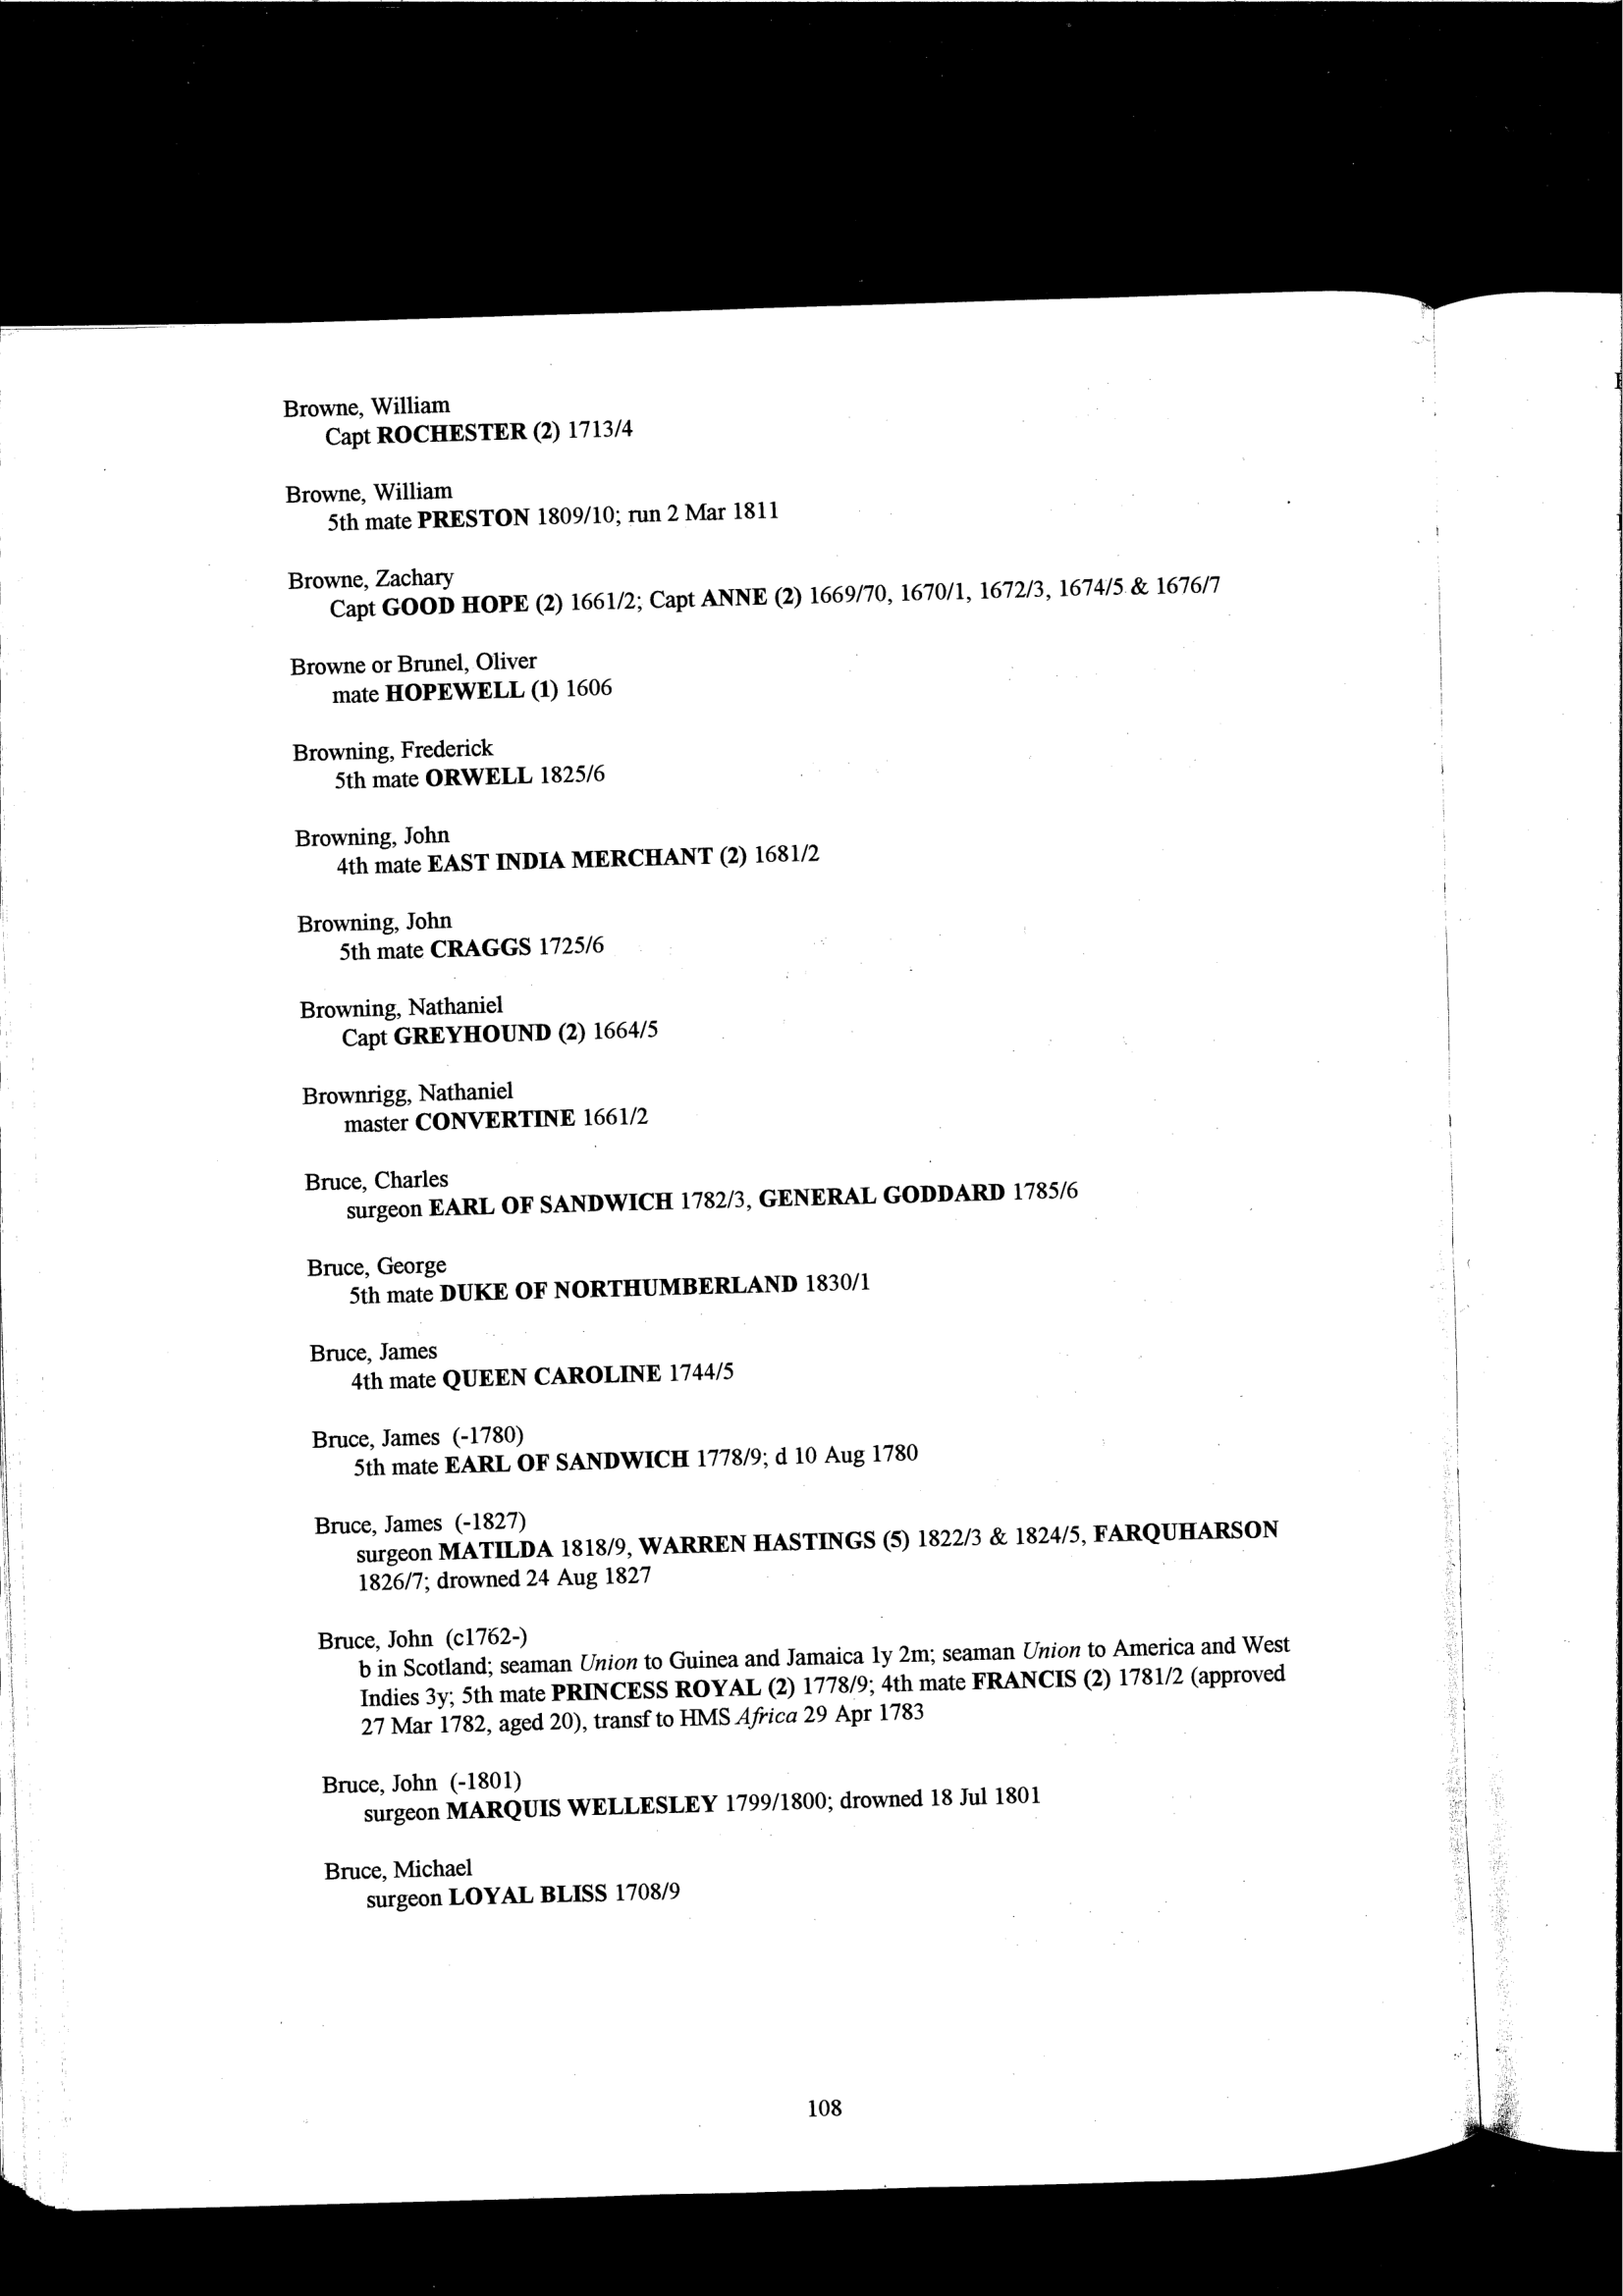 Browne, William
Capt ROCHESTER (2) 1713/4
Browne, William
5th mate PRESTON 1809/10; run 2 Mar 1811
Browne, Zachary
Capt GOOD HOPE (2) 1661/2; Capt ANNE (2) 1669/70, 1670/1, 1672/3, 1674/5 & 1676/7
Browne or Brunel, Oliver
mate HOPEWELL (1) 1606
Browning, Frederick
5th mate ORWELL 1825/6
Browning, John
4th mate EAST INDIA MERCHANT (2) 1681/2
Browning, John
5th mate CRAGGS 1725/6
Browning, Nathaniel
Capt GREYHOUND (2) 1664/5
Brownrigg, Nathaniel
master CONVERTINE 1661/2
Bruce, Charles
surgeon EARL OF SANDWICH 1782/3, GENERAL GODDARD 1785/6
Bruce, George
5th mate DUKE OF NORTHUMBERLAND 1830/1
Bruce, James
4th mate QUEEN CAROLINE 1744/5
Bruce, James (-1780)
5th mate EARL OF SANDWICH 1778/9; d 10 Aug 1780
Bruce, James (-1827)
surgeon MATILDA 1818/9, WARREN HASTINGS (5) 1822/3 & 1824/5, FARQUHARSON
1826/7; drowned 24 Aug 1827
Bruce, John (c1762-)
b in Scotland; seaman Union to Guinea and Jamaica 1y 2m; seaman Union to America and West
Indies 3y; 5th mate PRINCESS ROYAL (2) 1778/9; 4th mate FRANCIS (2) 1781/2 (approved
27 Mar 1782, aged 20), transf to HMS Africa 29 Apr 1783
Bruce, John (-1801)
surgeon MARQUIS WELLESLEY 1799/1800; drowned 18 Jul 1801
Bruce, Michael
surgeon LOYAL BLISS 1708/9
108